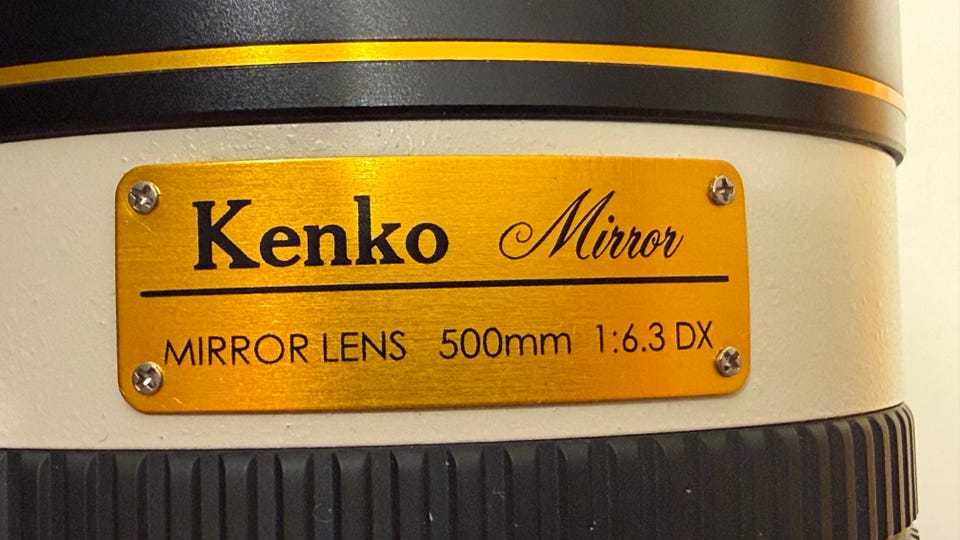 Kenko Mirror
MIRROR LENS 500mm 1:6.3 DX